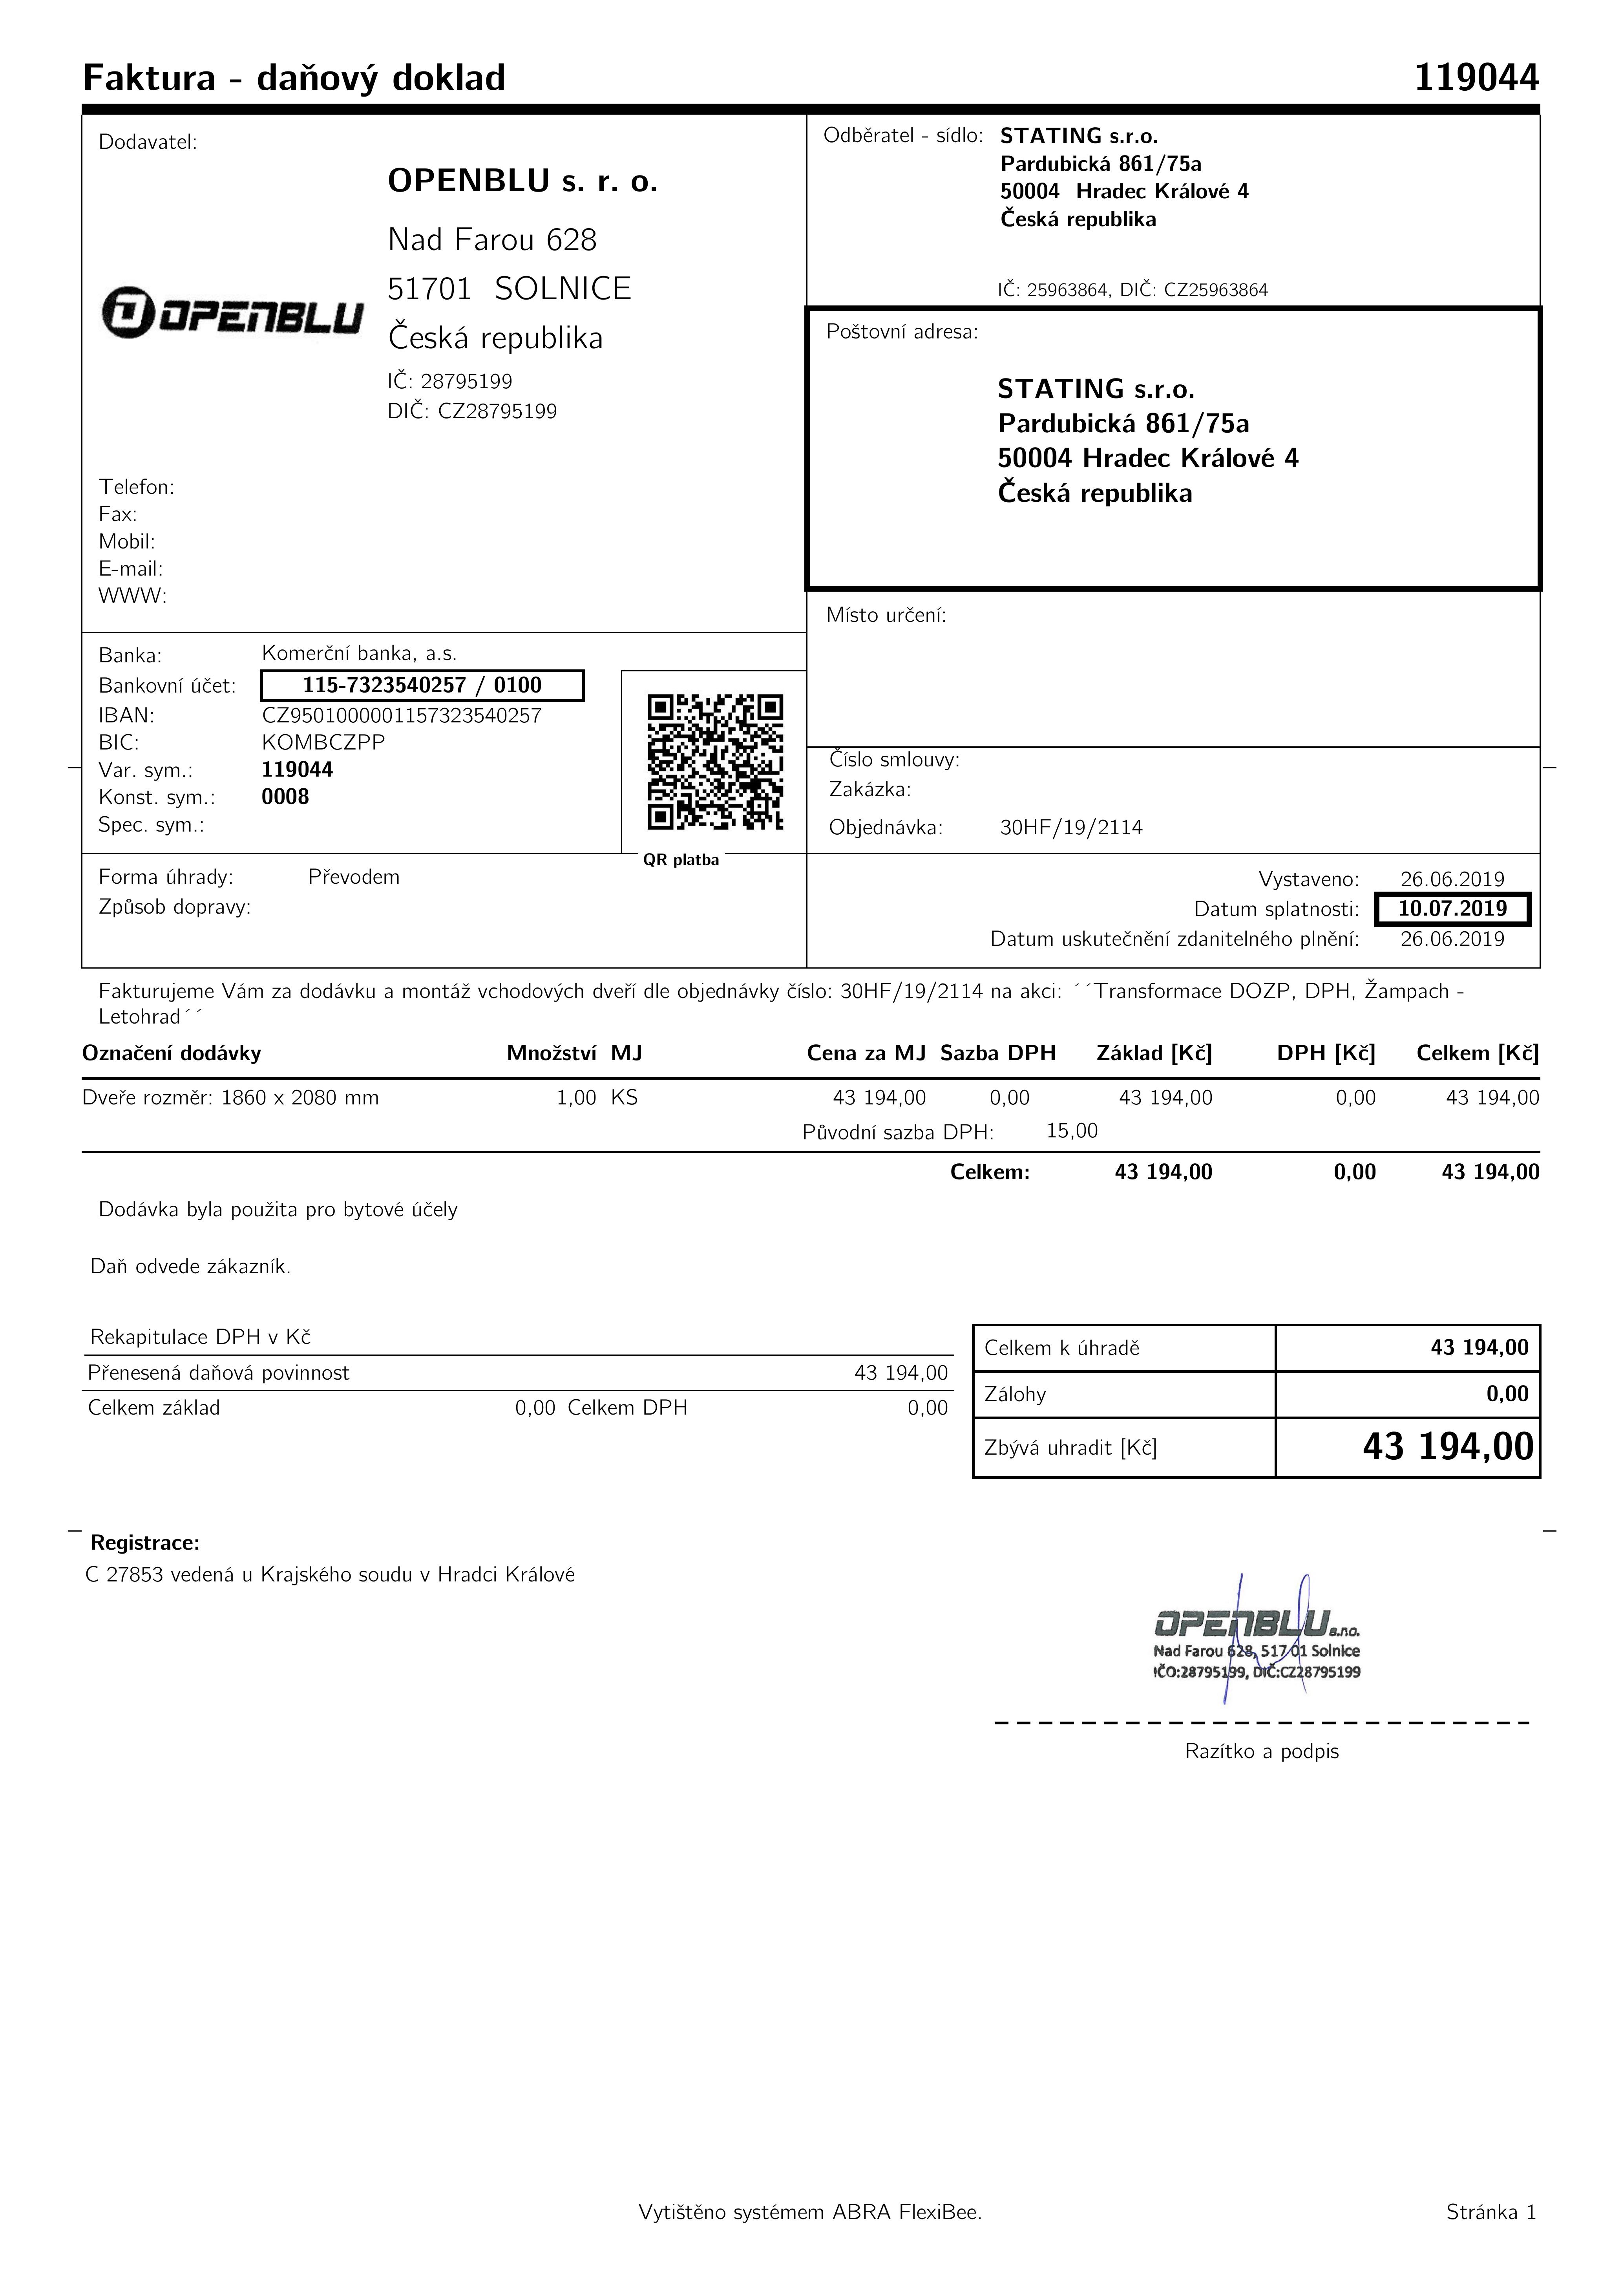 Faktura - daňový doklad 119044
Dodavatel:
OPENBLU s. r. o.
Nad Farou 628
51701 SOLNICE
Česká republika
IČ: 28795199
DIČ: CZ28795199
OPENBLU
Telefon:
Fax:
Mobil:
E-mail:
WWW:
Odběratel - sídlo: STATING s.r.o.
Pardubická 861/75a
50004 Hradec Králové 4
Česká republika
IČ: 25963864, DIČ: CZ25963864
Poštovní adresa:
STATING s.r.o.
Pardubická 861/75a
50004 Hradec Králové 4
Česká republika
Místo určení:
Banka: Komerční banka, a.s.
Bankovní účet: 115-7323540257 / 0100
IBAN: CZ9501000001157323540257
BIC: KOMBCZPP
Var. sym.: 119044
Konst. sym.: 0008
Spec. sym.:
QR platba
Číslo smlouvy:
Zakázka:
Objednávka: 30HF/19/2114
Forma úhrady: Převodem
Způsob dopravy:
Vystaveno: 26.06.2019
Datum splatnosti: 10.07.2019
Datum uskutečnění zdanitelného plnění: 26.06.2019
Fakturujeme Vám za dodávku a montáž vchodových dveří dle objednávky číslo: 30HF/19/2114 na akci: ´´Transformace DOZP, DPH, Žampach -
Letohrad´´
Označení dodávky Množství MJ Cena za MJ Sazba DPH Základ [Kč] DPH [Kč] Celkem [Kč]
Dveře rozměr: 1860 x 2080 mm 1,00 KS 43 194,00 0,00 43 194,00 0,00 43 194,00
Původní sazba DPH: 15,00
Celkem: 43 194,00 0,00 43 194,00
Dodávka byla použita pro bytové účely
Daň odvede zákazník.
Rekapitulace DPH v Kč
Přenesená daňová povinnost 43 194,00
Celkem základ 0,00 Celkem DPH 0,00
Celkem k úhradě 43 194,00
Zálohy 0,00
Zbývá uhradit [Kč] 43 194,00
Registrace:
C 27853 vedená u Krajského soudu v Hradci Králové
OPENBLU s.r.o.
Nad Farou 628, 517 01 Solnice
IČO:28795199, DIČ:CZ28795199
Razítko a podpis
Vytištěno systémem ABRA FlexiBee. Stránka 1